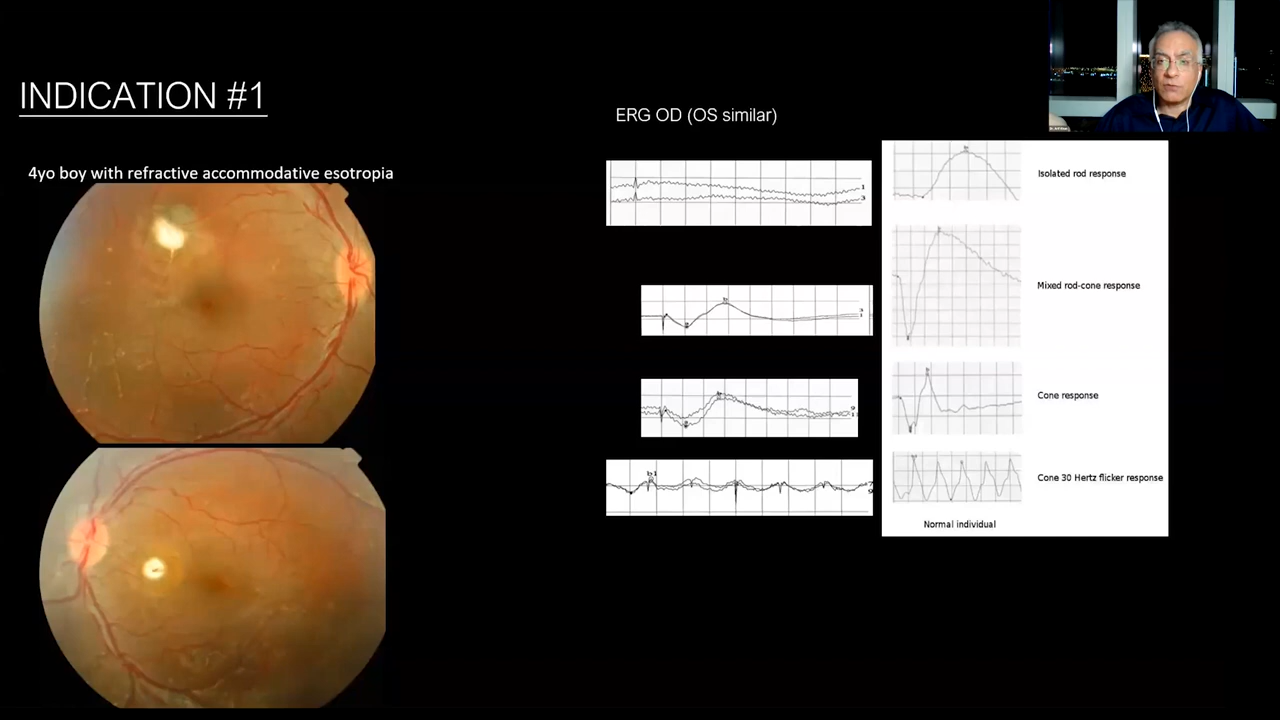 INDICATION #1
4yo boy with refractive accommodative esotropia
ERG OD (OS similar)
Isolated rod response
Mixed rod-cone response
Cone response
Cone 30 Hertz flicker response
Normal individual